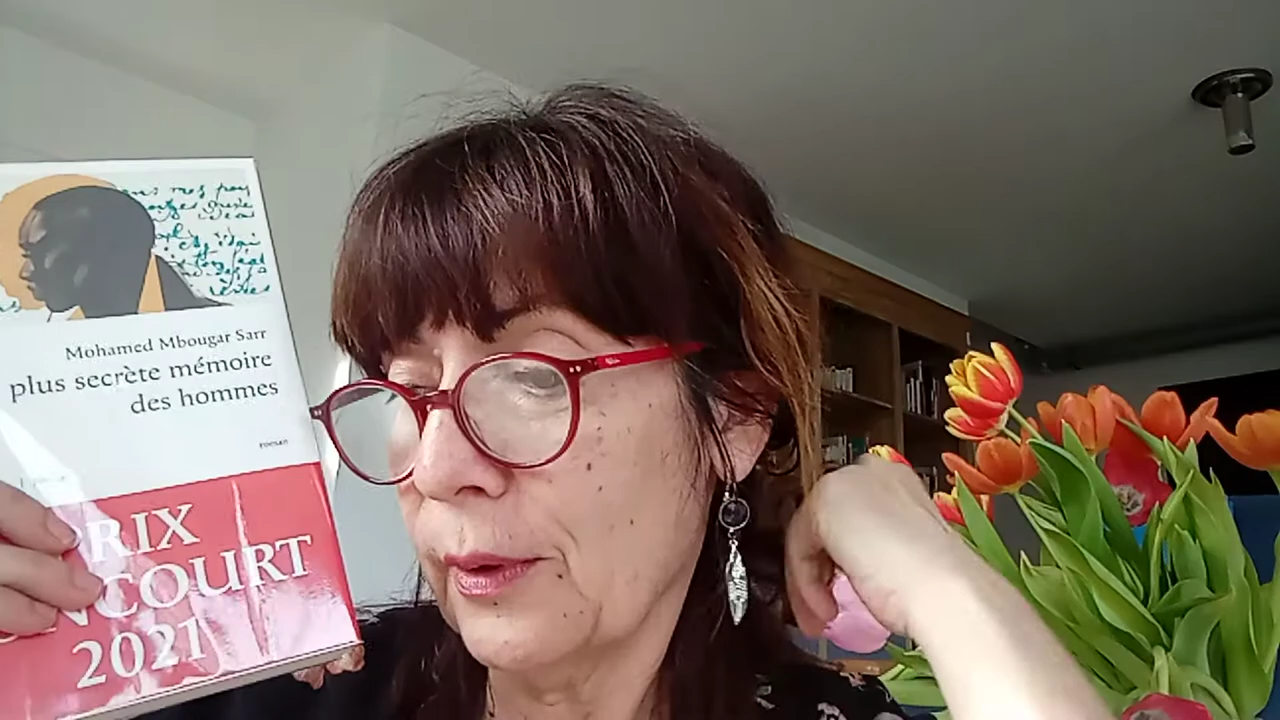 Mohamed Mbougar Sarr
plus secrète mémoire
des hommes
roman
RIX
NCOURT
2021